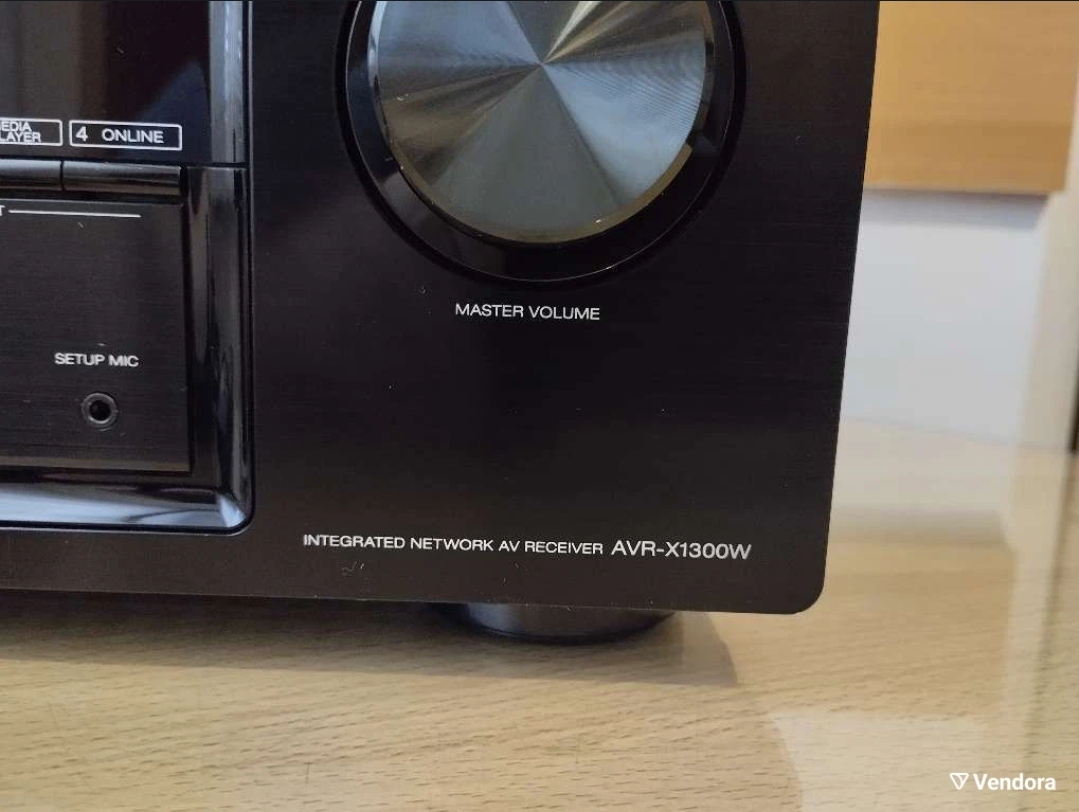 4 ONLINE
MASTER VOLUME
SETUP MIC
INTEGRATED NETWORK AV RECEIVER AVR-X1300W
Vendora